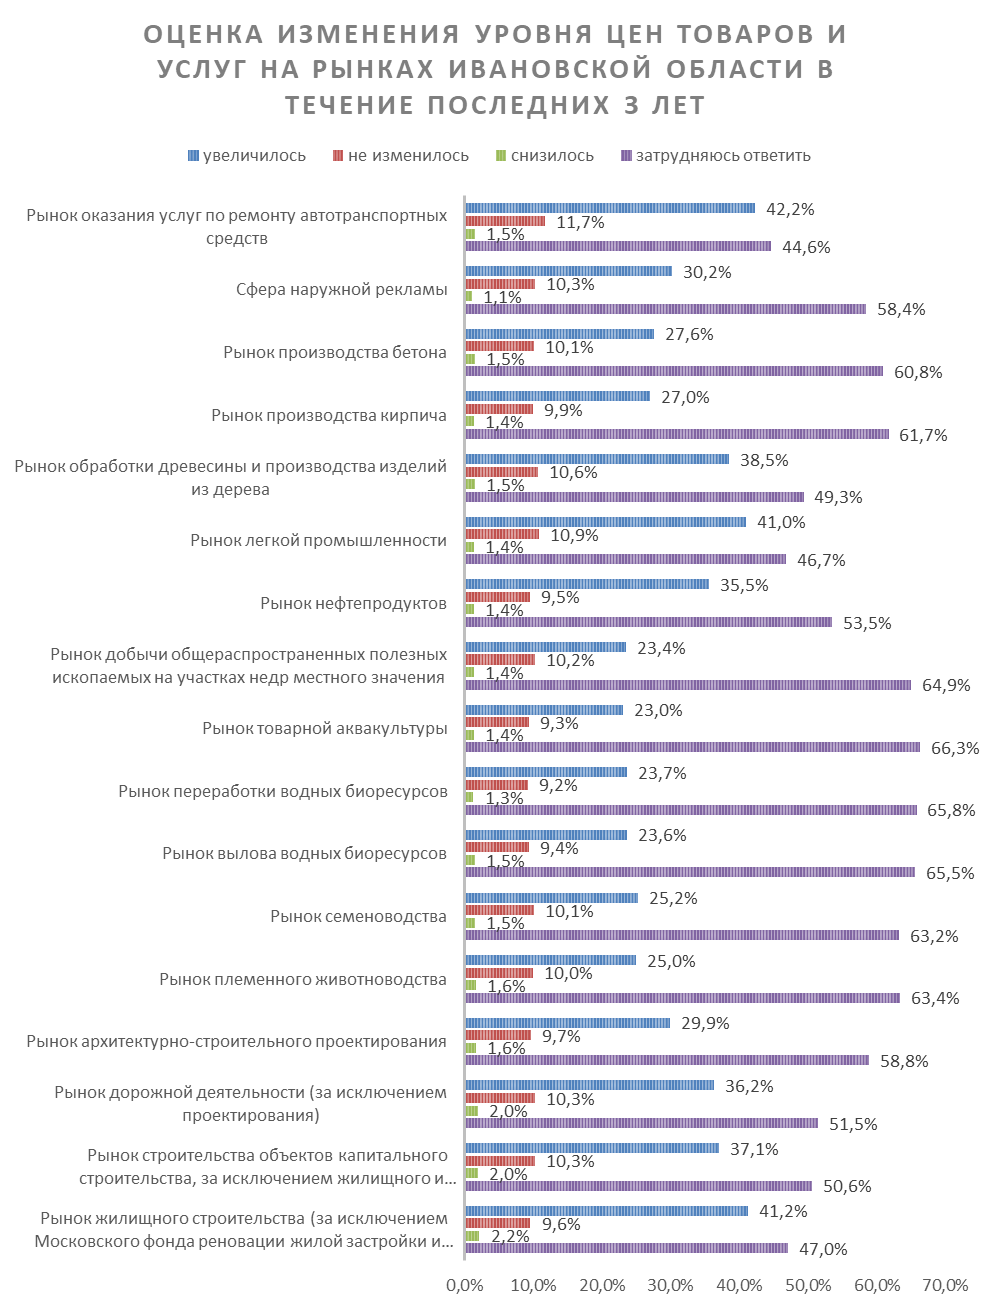 ОЦЕНКА ИЗМЕНЕНИЯ УРОВНЯ ЦЕН ТОВАРОВ И
УСЛУГ НА РЫНКАХ ИВАНОВСКОЙ ОБЛАСТИ В
ТЕЧЕНИЕ ПОСЛЕДНИХ 3 ЛЕТ
увеличилось не изменилось снизилось затрудняюсь ответить
Рынок оказания услуг по ремонту автотранспортных
средств
42,2%
11,7%
1,5%
44,6%
Сфера наружной рекламы
30,2%
10,3%
1,1%
58,4%
Рынок производства бетона
27,6%
10,1%
1,5%
60,8%
Рынок производства кирпича
27,0%
9,9%
1,4%
61,7%
Рынок обработки древесины и производства изделий
из дерева
38,5%
10,6%
1,5%
49,3%
Рынок легкой промышленности
41,0%
10,9%
1,4%
46,7%
Рынок нефтепродуктов
35,5%
9,5%
1,4%
53,5%
Рынок добычи общераспространенных полезных
ископаемых на участках недр местного значения
23,4%
10,2%
1,4%
64,9%
Рынок товарной аквакультуры
23,0%
9,3%
1,4%
66,3%
Рынок переработки водных биоресурсов
23,7%
9,2%
1,3%
65,8%
Рынок вылова водных биоресурсов
23,6%
9,4%
1,5%
65,5%
Рынок семеноводства
25,2%
10,1%
1,5%
63,2%
Рынок племенного животноводства
25,0%
10,0%
1,6%
63,4%
Рынок архитектурно-строительного проектирования
29,9%
9,7%
1,6%
58,8%
Рынок дорожной деятельности (за исключением
проектирования)
36,2%
10,3%
2,0%
51,5%
Рынок строительства объектов капитального
строительства, за исключением жилищного и…
37,1%
10,3%
2,0%
50,6%
Рынок жилищного строительства (за исключением
Московского фонда реновации жилой застройки и…
41,2%
9,6%
2,2%
47,0%
0,0% 10,0% 20,0% 30,0% 40,0% 50,0% 60,0% 70,0%